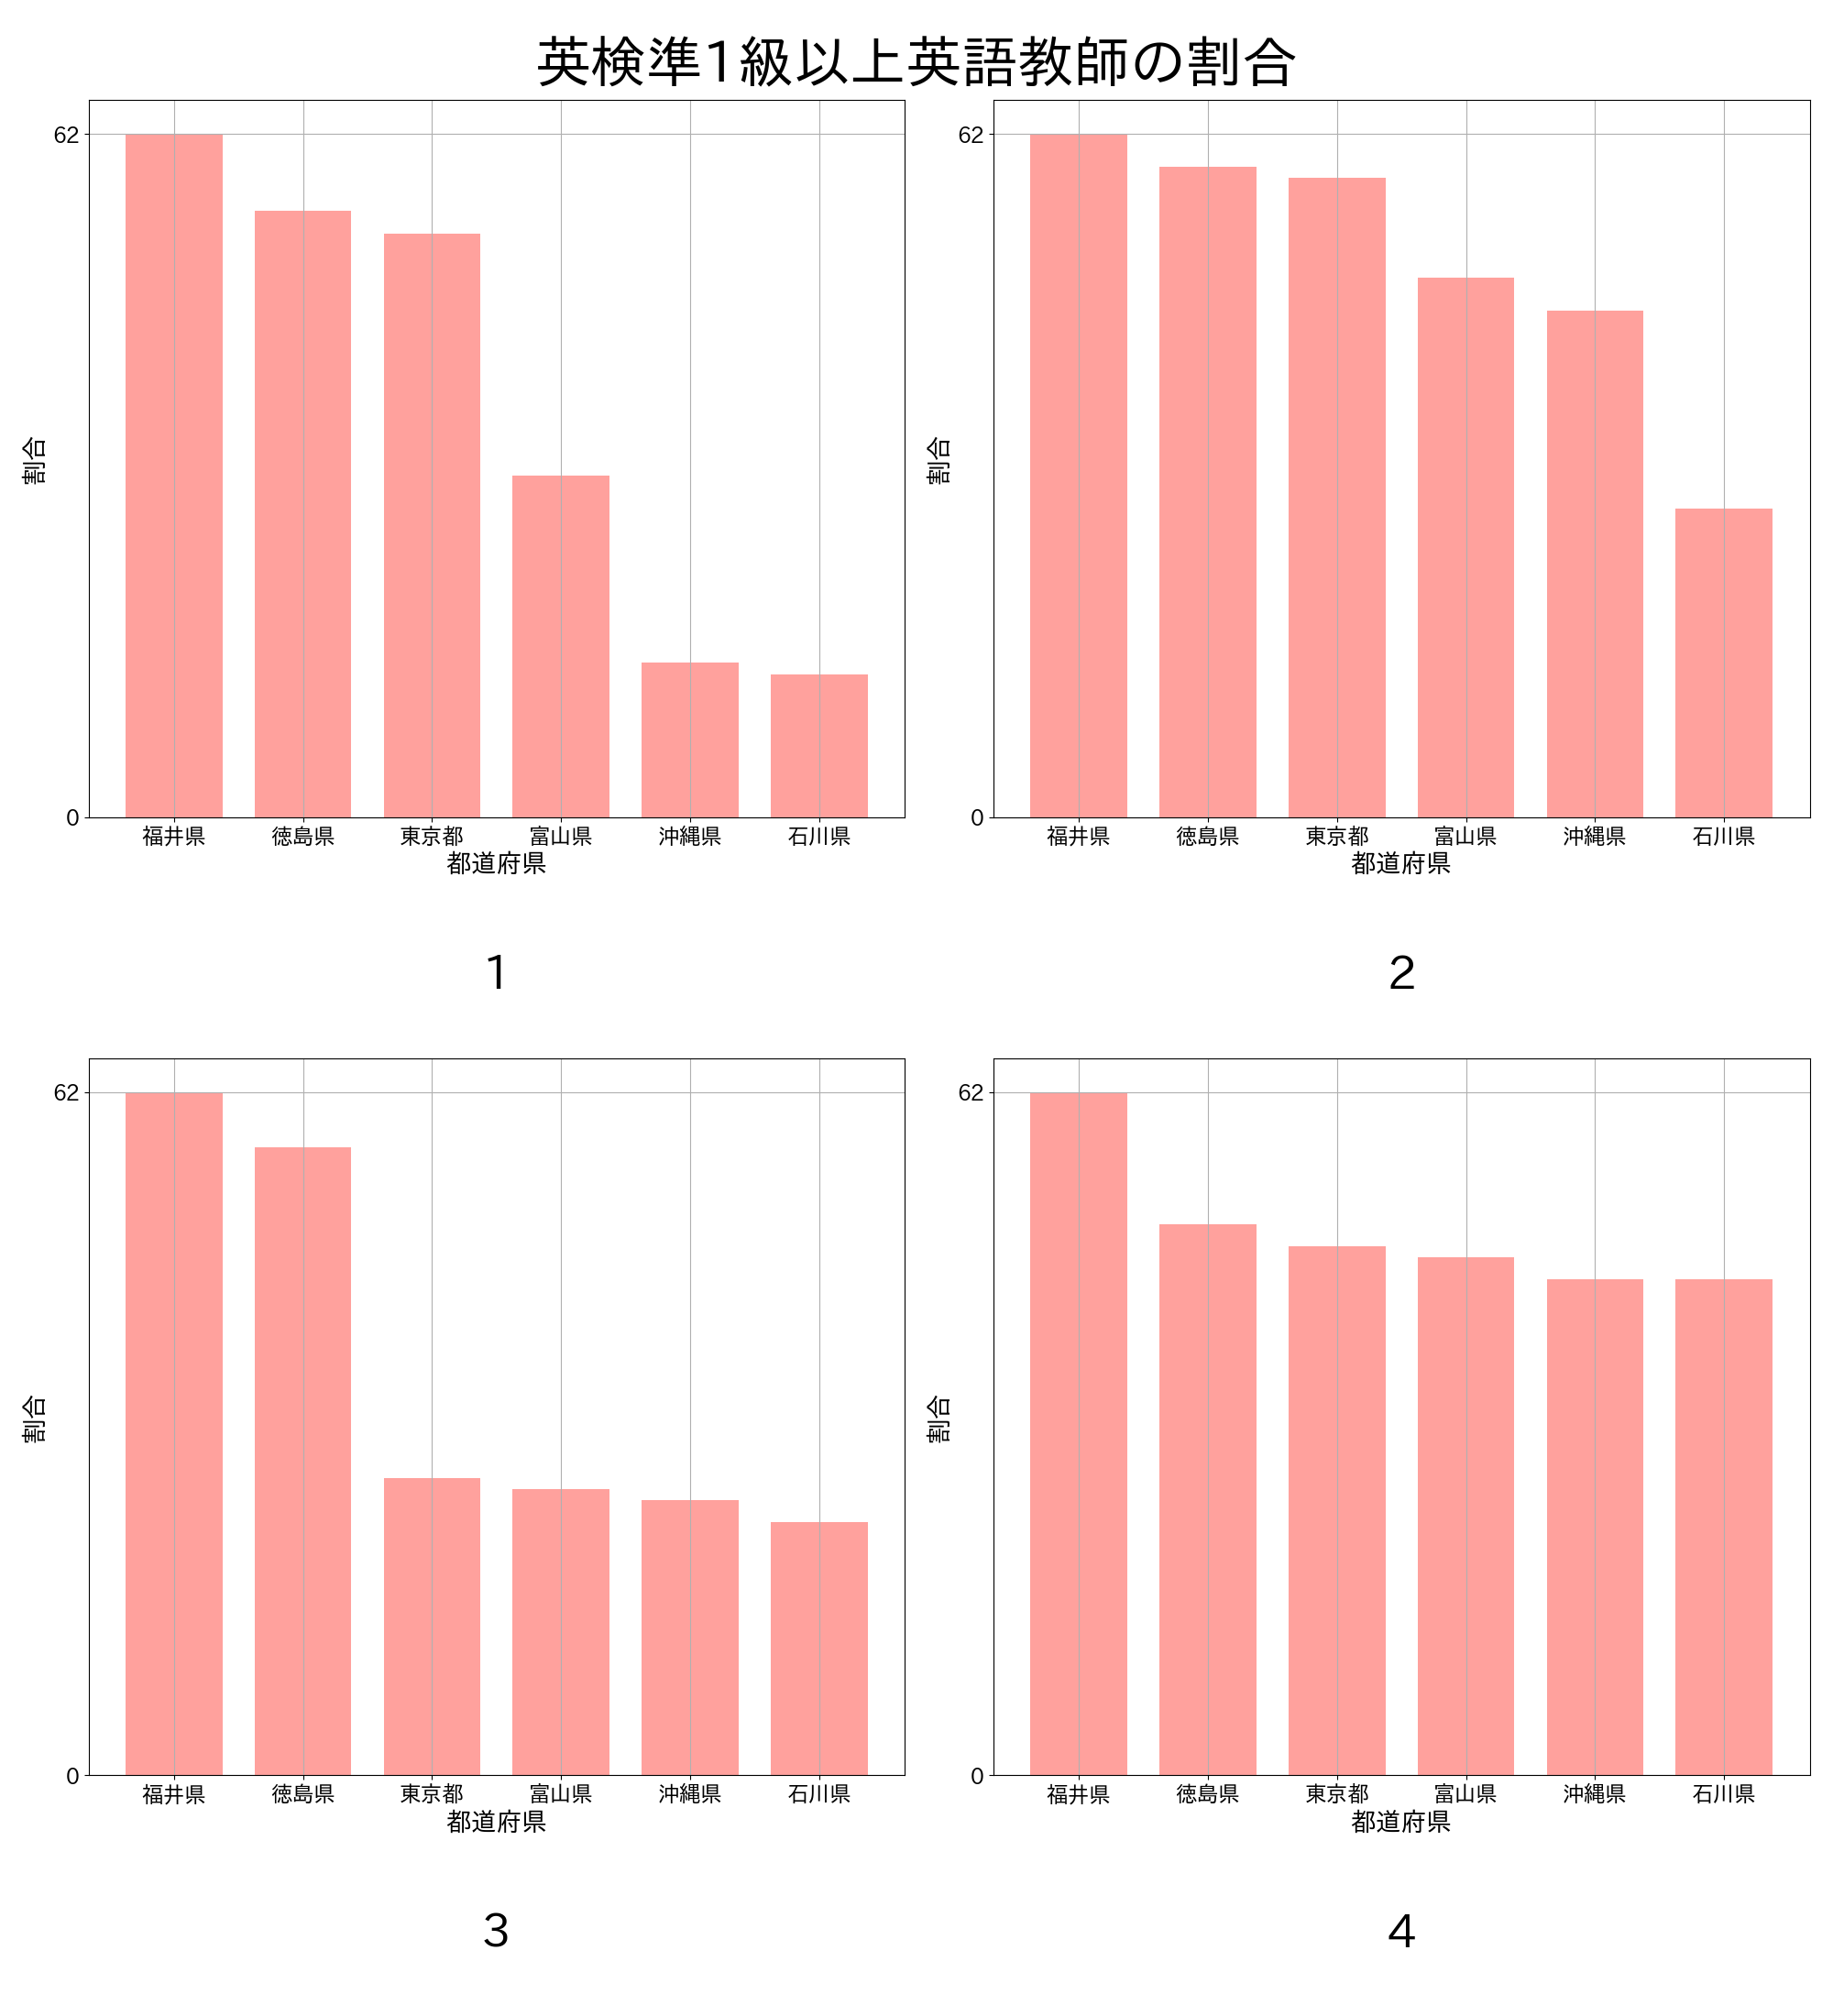 英検準1級以上英語教師の割合
62
0
割合
福井県 徳島県 東京都 富山県 沖縄県 石川県
都道府県
1
62
0
割合
福井県 徳島県 東京都 富山県 沖縄県 石川県
都道府県
2
62
0
割合
福井県 徳島県 東京都 富山県 沖縄県 石川県
都道府県
3
62
0
割合
福井県 徳島県 東京都 富山県 沖縄県 石川県
都道府県
4